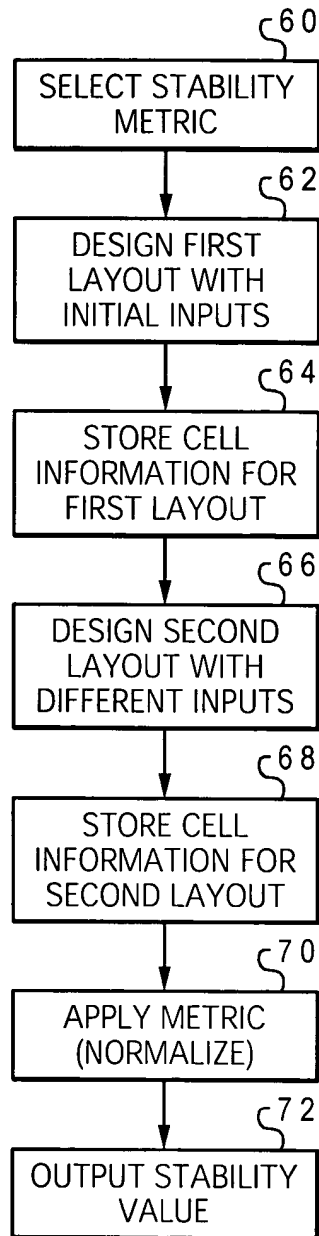 60
SELECT STABILITY
METRIC
62
DESIGN FIRST
LAYOUT WITH
INITIAL INPUTS
64
STORE CELL
INFORMATION FOR
FIRST LAYOUT
66
DESIGN SECOND
LAYOUT WITH
DIFFERENT INPUTS
68
STORE CELL
INFORMATION FOR
SECOND LAYOUT
70
APPLY METRIC
(NORMALIZE)
72
OUTPUT STABILITY
VALUE